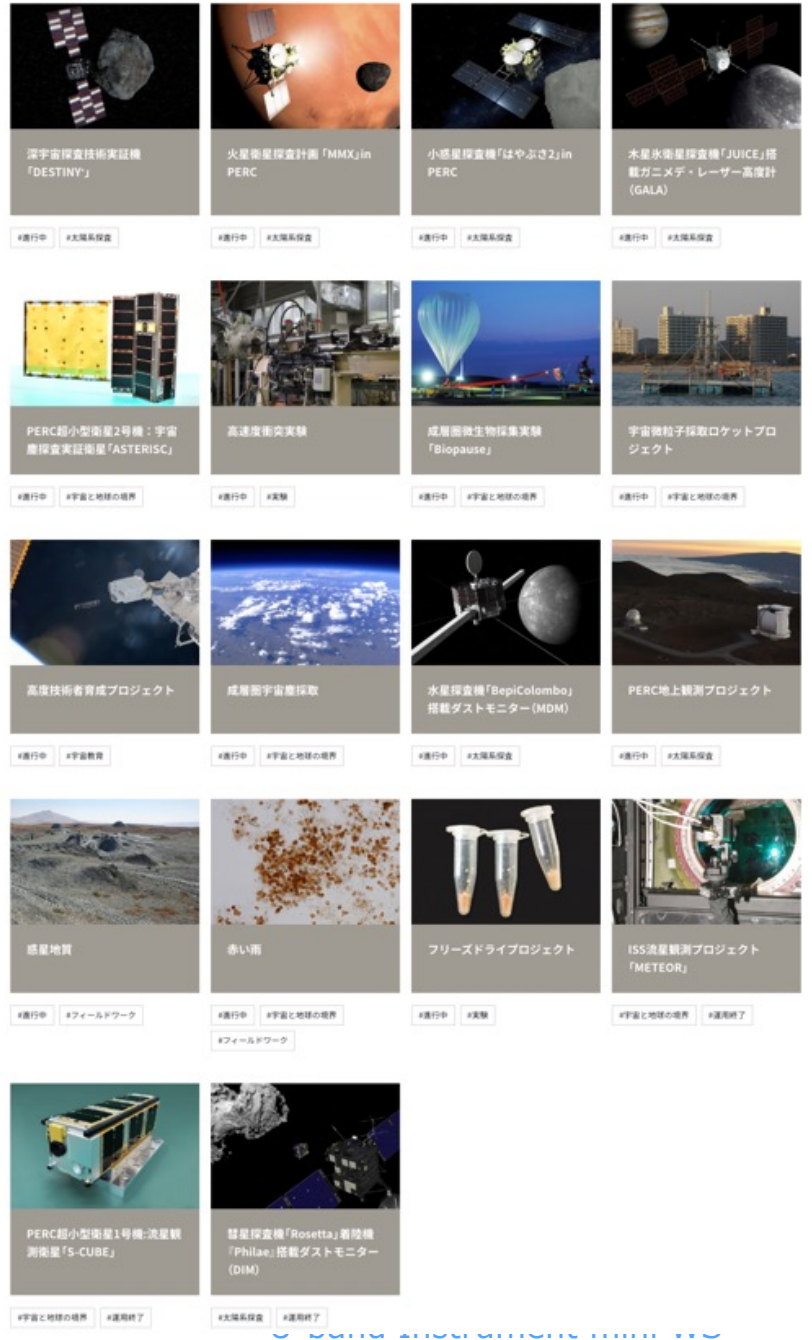 深宇宙探査技術実証機
「DESTINY⁺」
#進行中 #太陽系探査
火星衛星探査計画 「MMX」in
PERC
#進行中 #太陽系探査
小惑星探査機「はやぶさ2」in
PERC
#進行中 #太陽系探査
木星氷衛星探査機「JUICE」搭
載ガニメデ・レーザー高度計
（GALA）
#進行中 #太陽系探査
PERC超小型衛星2号機：宇宙
塵探査実証衛星「ASTERISC」
#進行中 #宇宙と地球の境界
高速度衝突実験
#進行中 #実験
成層圏微生物採集実験
「Biopause」
#進行中 #宇宙と地球の境界
宇宙微粒子採取ロケットプロ
ジェクト
#進行中 #宇宙と地球の境界
高度技術者育成プロジェクト
#進行中 #宇宙教育
成層圏宇宙塵採取
#進行中 #宇宙と地球の境界
水星探査機「BepiColombo」
搭載ダストモニター（MDM）
#進行中 #太陽系探査
PERC地上観測プロジェクト
#進行中 #太陽系探査
惑星地質
#進行中 #フィールドワーク
赤い雨
#進行中 #宇宙と地球の境界
#フィールドワーク
フリーズドライプロジェクト
#進行中 #実験
ISS流星観測プロジェクト
「METEOR」
#宇宙と地球の境界 #運用終了
PERC超小型衛星1号機:流星観
測衛星「S-CUBE」
#宇宙と地球の境界 #運用終了
彗星探査機「Rosetta」着陸機
『Philae』搭載ダストモニター
（DIM）
#太陽系探査 #運用終了